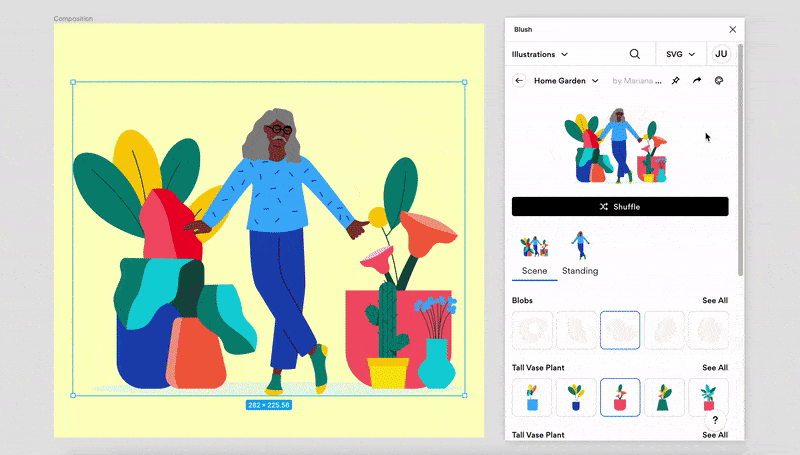 Composition
Blush
Illustrations
SVG
JU
Home Garden
by Mariana ...
Shuffle
Scene
Standing
Blobs
See All
Tall Vase Plant
See All
Tall Vase Plant
See All
?
282 × 225.56